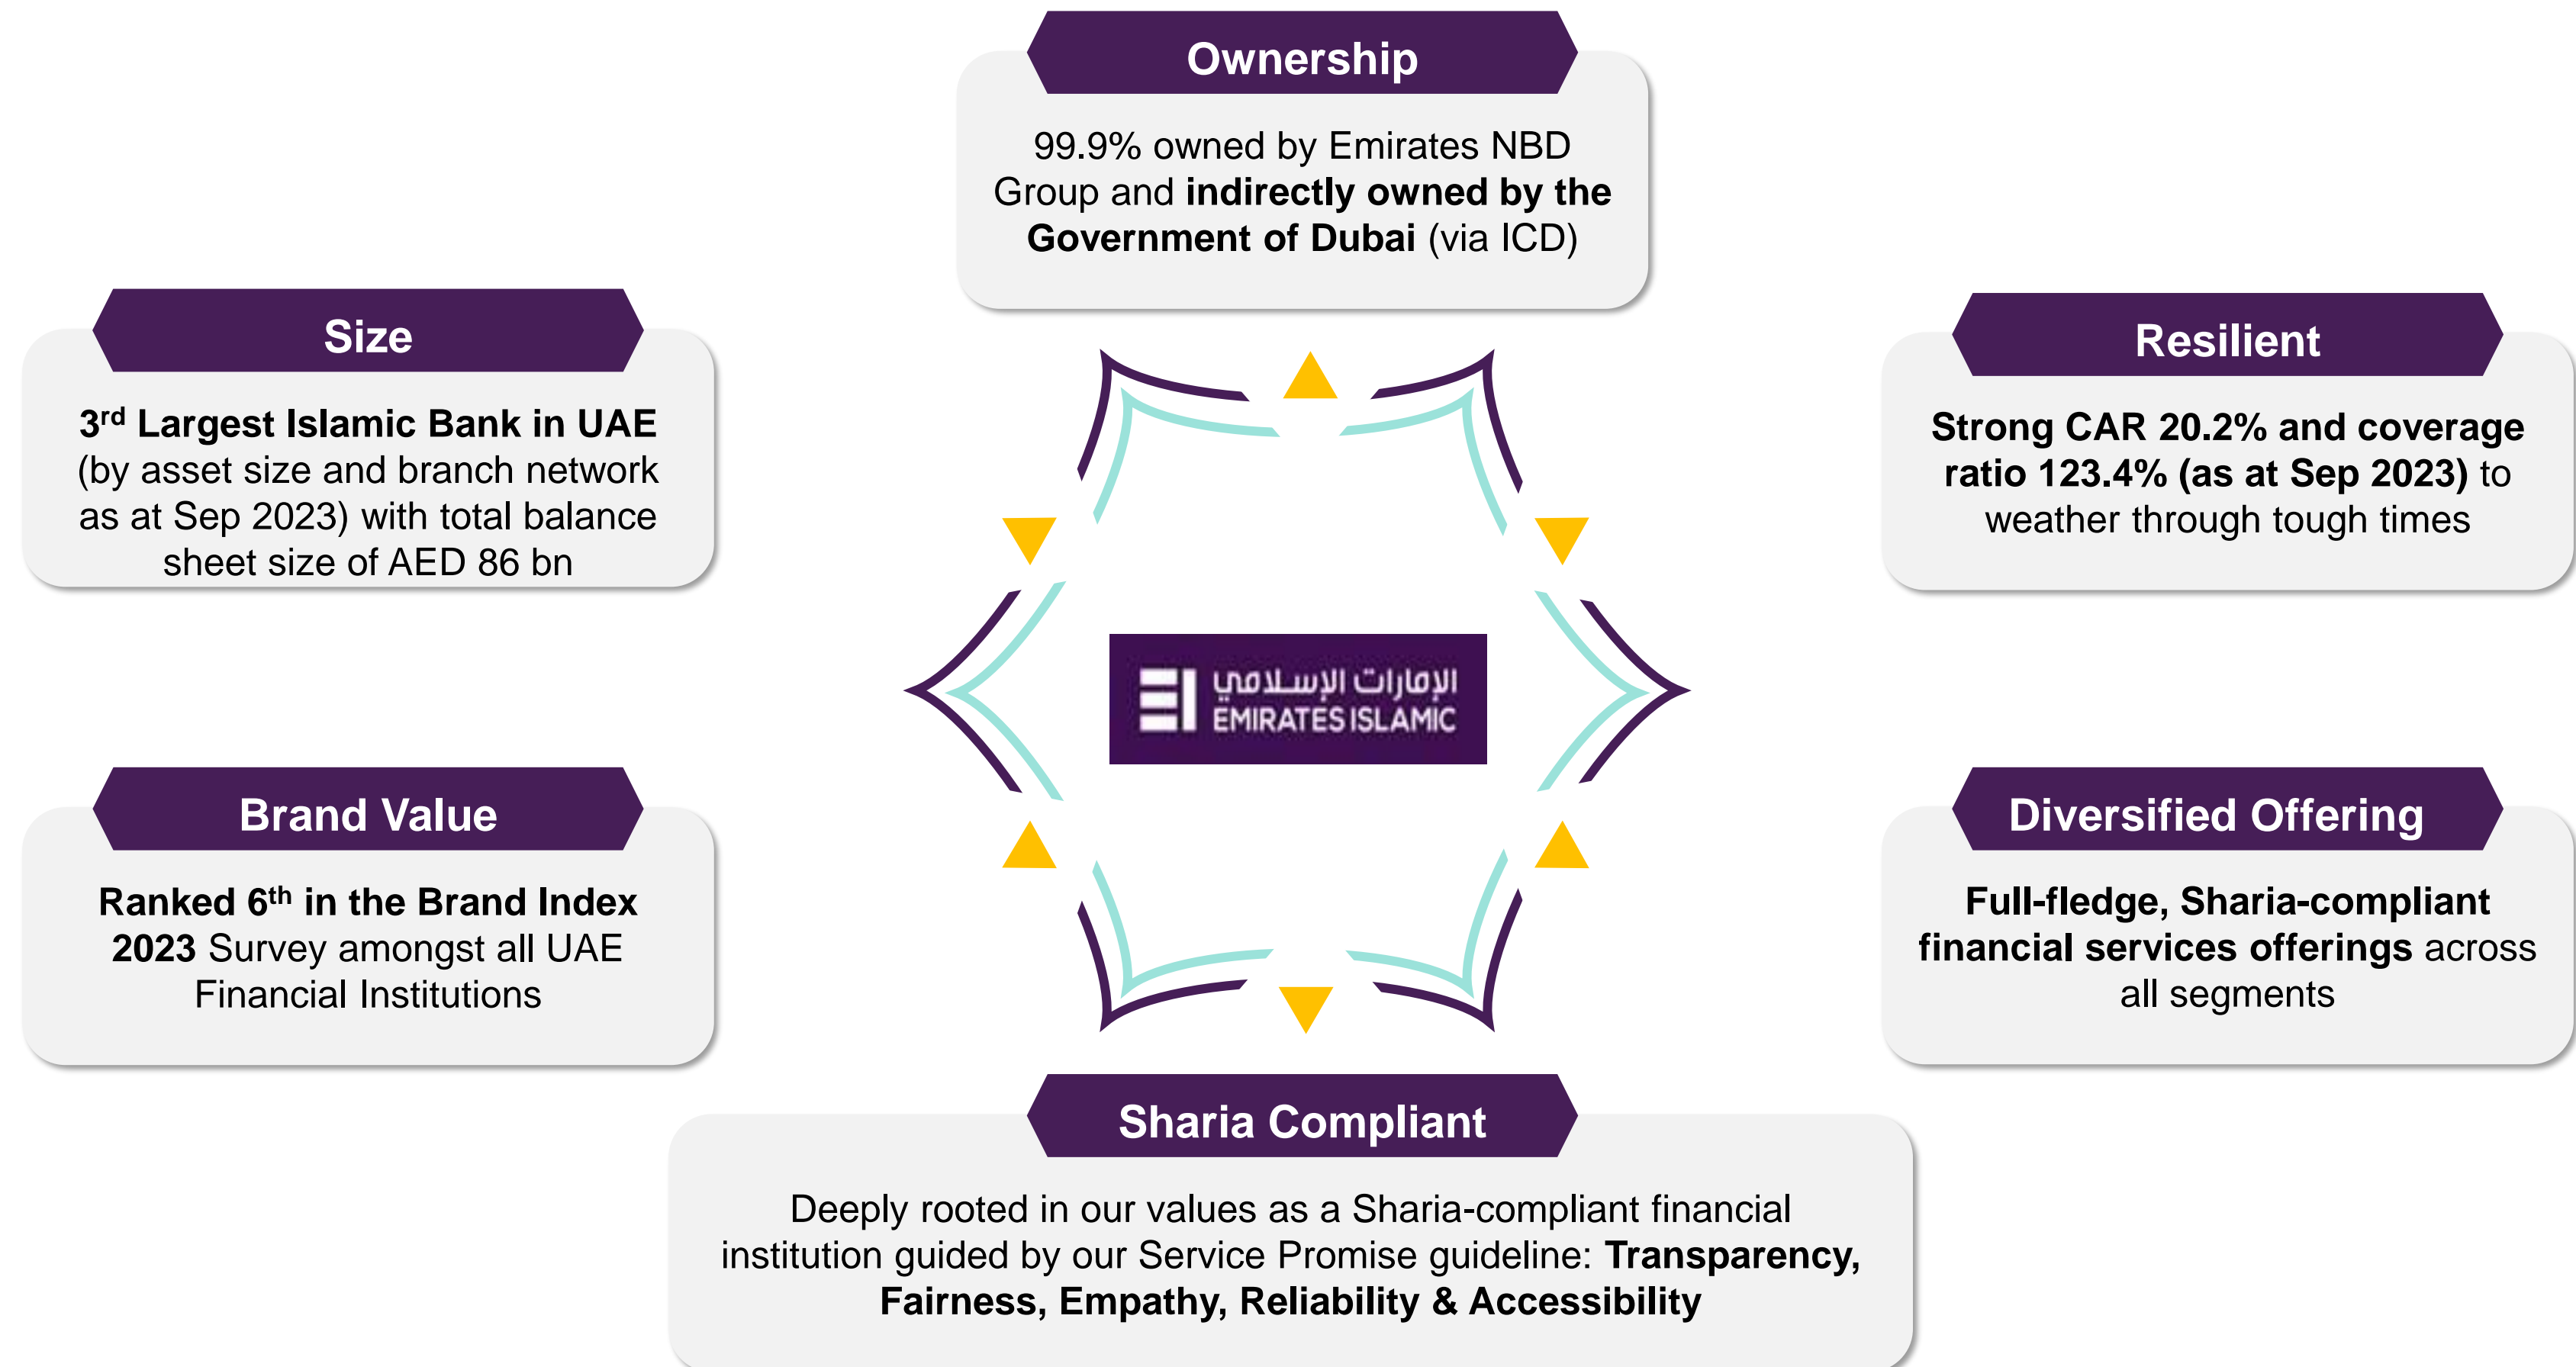 Ownership
99.9% owned by Emirates NBD
Group and indirectly owned by the
Government of Dubai (via ICD)
Size
3rd Largest Islamic Bank in UAE
(by asset size and branch network
as at Sep 2023) with total balance
sheet size of AED 86 bn
Resilient
Strong CAR 20.2% and coverage
ratio 123.4% (as at Sep 2023) to
weather through tough times
الإمارات الإسلامي
EMIRATES ISLAMIC
Brand Value
Ranked 6th in the Brand Index
2023 Survey amongst all UAE
Financial Institutions
Diversified Offering
Full-fledge, Sharia-compliant
financial services offerings across
all segments
Sharia Compliant
Deeply rooted in our values as a Sharia-compliant financial
institution guided by our Service Promise guideline: Transparency,
Fairness, Empathy, Reliability & Accessibility